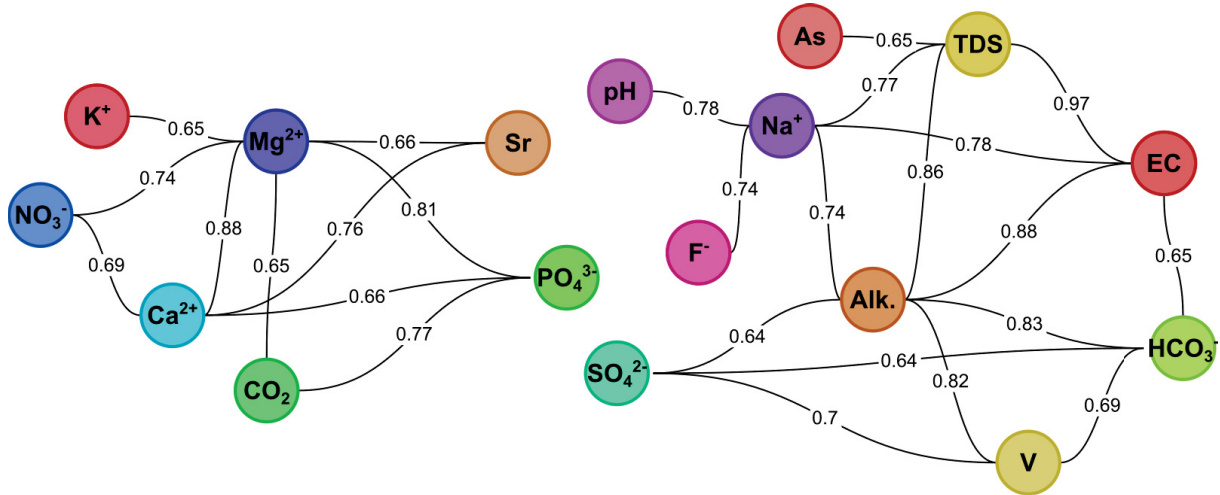 K⁺
0.65
Mg²⁺
0.66
Sr
0.74
NO₃⁻
0.81
0.88
0.76
0.69
0.65
PO₄³⁻
0.66
Ca²⁺
0.77
CO₂
As
0.65
TDS
0.77
pH
0.78
0.97
Na⁺
0.78
EC
0.86
0.74
0.74
0.88
F⁻
0.65
Alk.
0.83
0.64
HCO₃⁻
0.64
SO₄²⁻
0.82
0.69
0.7
V